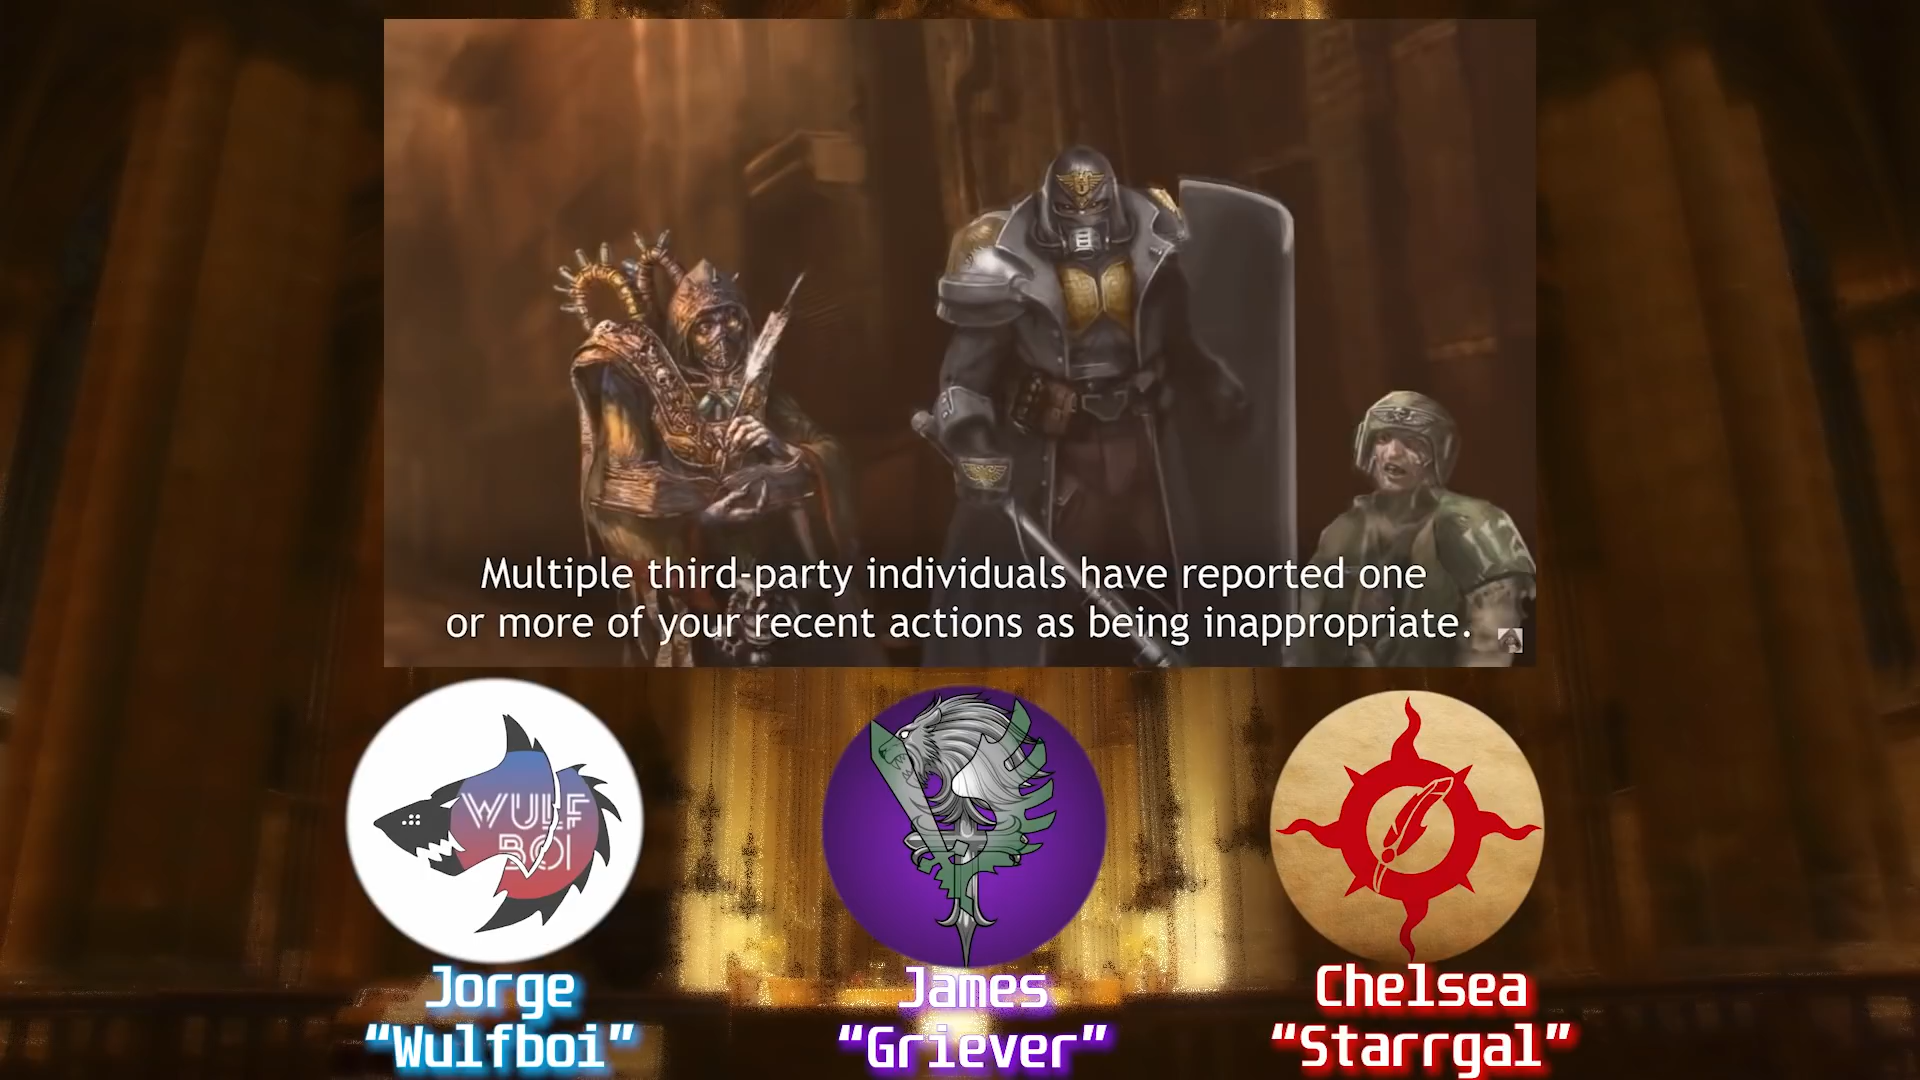 Multiple third-party individuals have reported one
or more of your recent actions as being inappropriate.
WULF
BOI
Jorge
“Wulfboi”
James
“Griever”
Chelsea
“Starrgal”